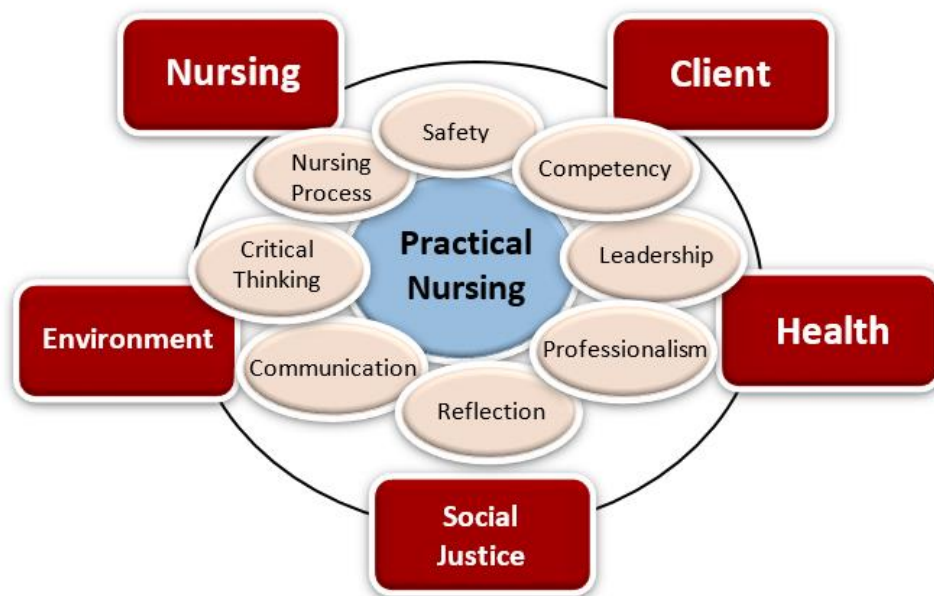 Nursing
Client
Safety
Nursing
Process
Competency
Critical
Thinking
Practical
Nursing
Leadership
Environment
Health
Communication
Professionalism
Reflection
Social
Justice